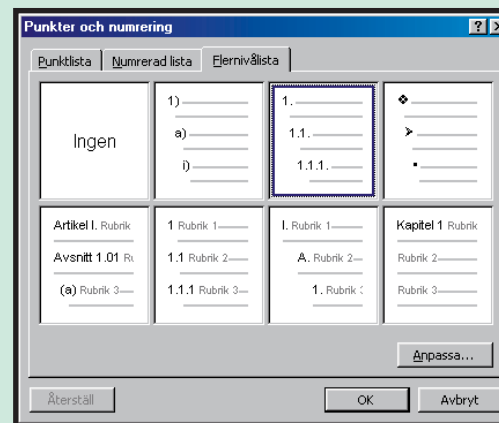 Punkter och numrering
Punktlista Numrerad lista Flernivålista
Ingen
1)
a)
i)
1.
1.1.
1.1.1.
Artikel I. Rubrik
Avsnitt 1.01 Ru
(a) Rubrik 3
1 Rubrik 1
1.1 Rubrik 2
1.1.1 Rubrik 3
I. Rubrik 1
A. Rubrik 2
1. Rubrik
Kapitel 1 Rubrik
Rubrik 2
Rubrik 3
Anpassa...
Återställ OK Avbryt